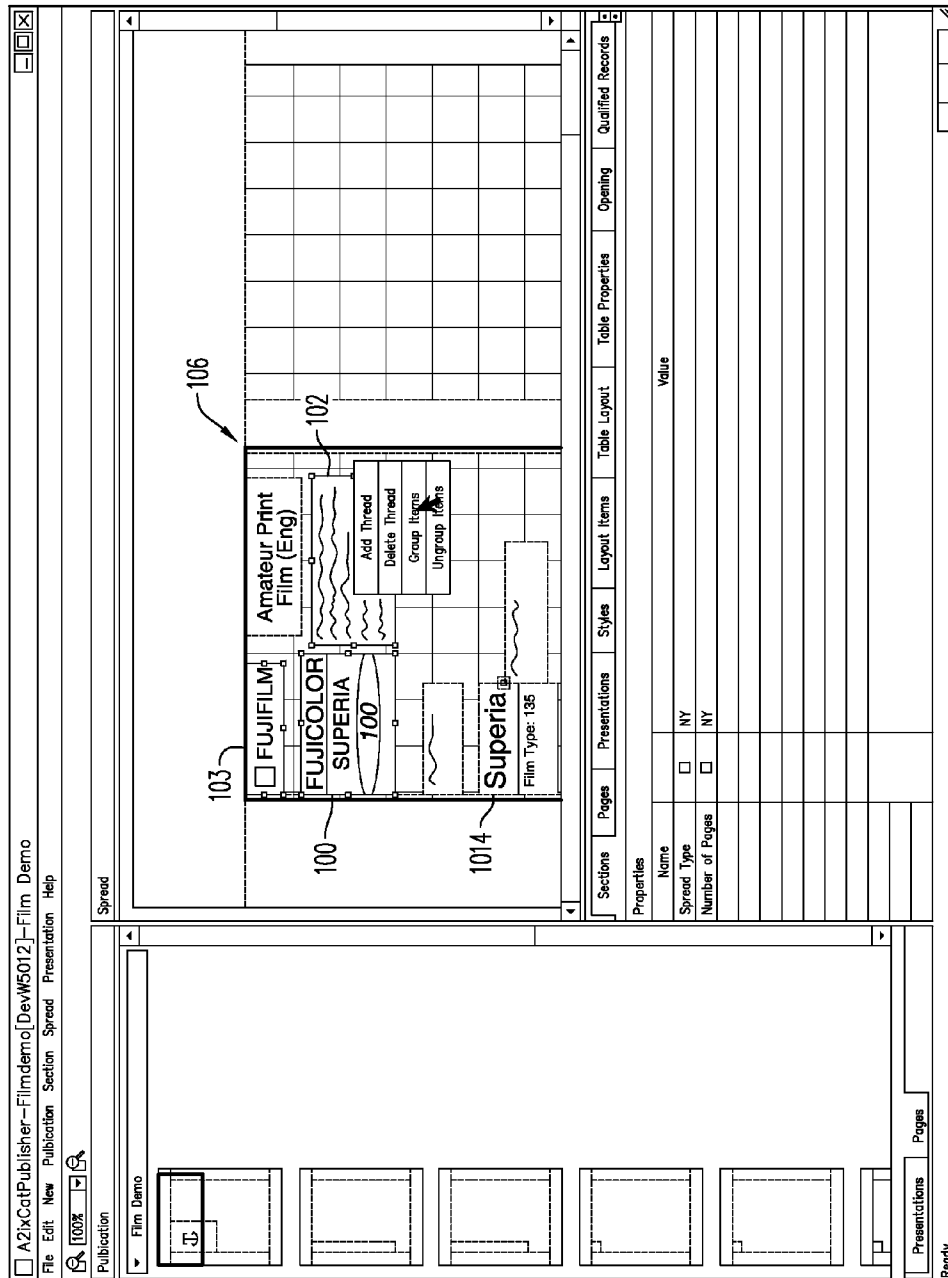 A2ixCatPublisher-Filmdemo[DevW5012]-Film Demo
File Edit New Pulbication Section Spread Presentation Help
100%
Pulbication
Film Demo
Presentations Pages
Ready
Spread
106
103
FUJIFILM
Amateur Print
Film (Eng)
102
100
FUJICOLOR
SUPERIA
100
Add Thread
Delete Thread
Group Items
Ungroup Items
1014
Superia
Film Type: 135
Sections Pages Presentations Styles Layout Items Table Layout Table Properties Opening Qualified Records
Properties
Name Value
Spread Type NY
Number of Pages NY